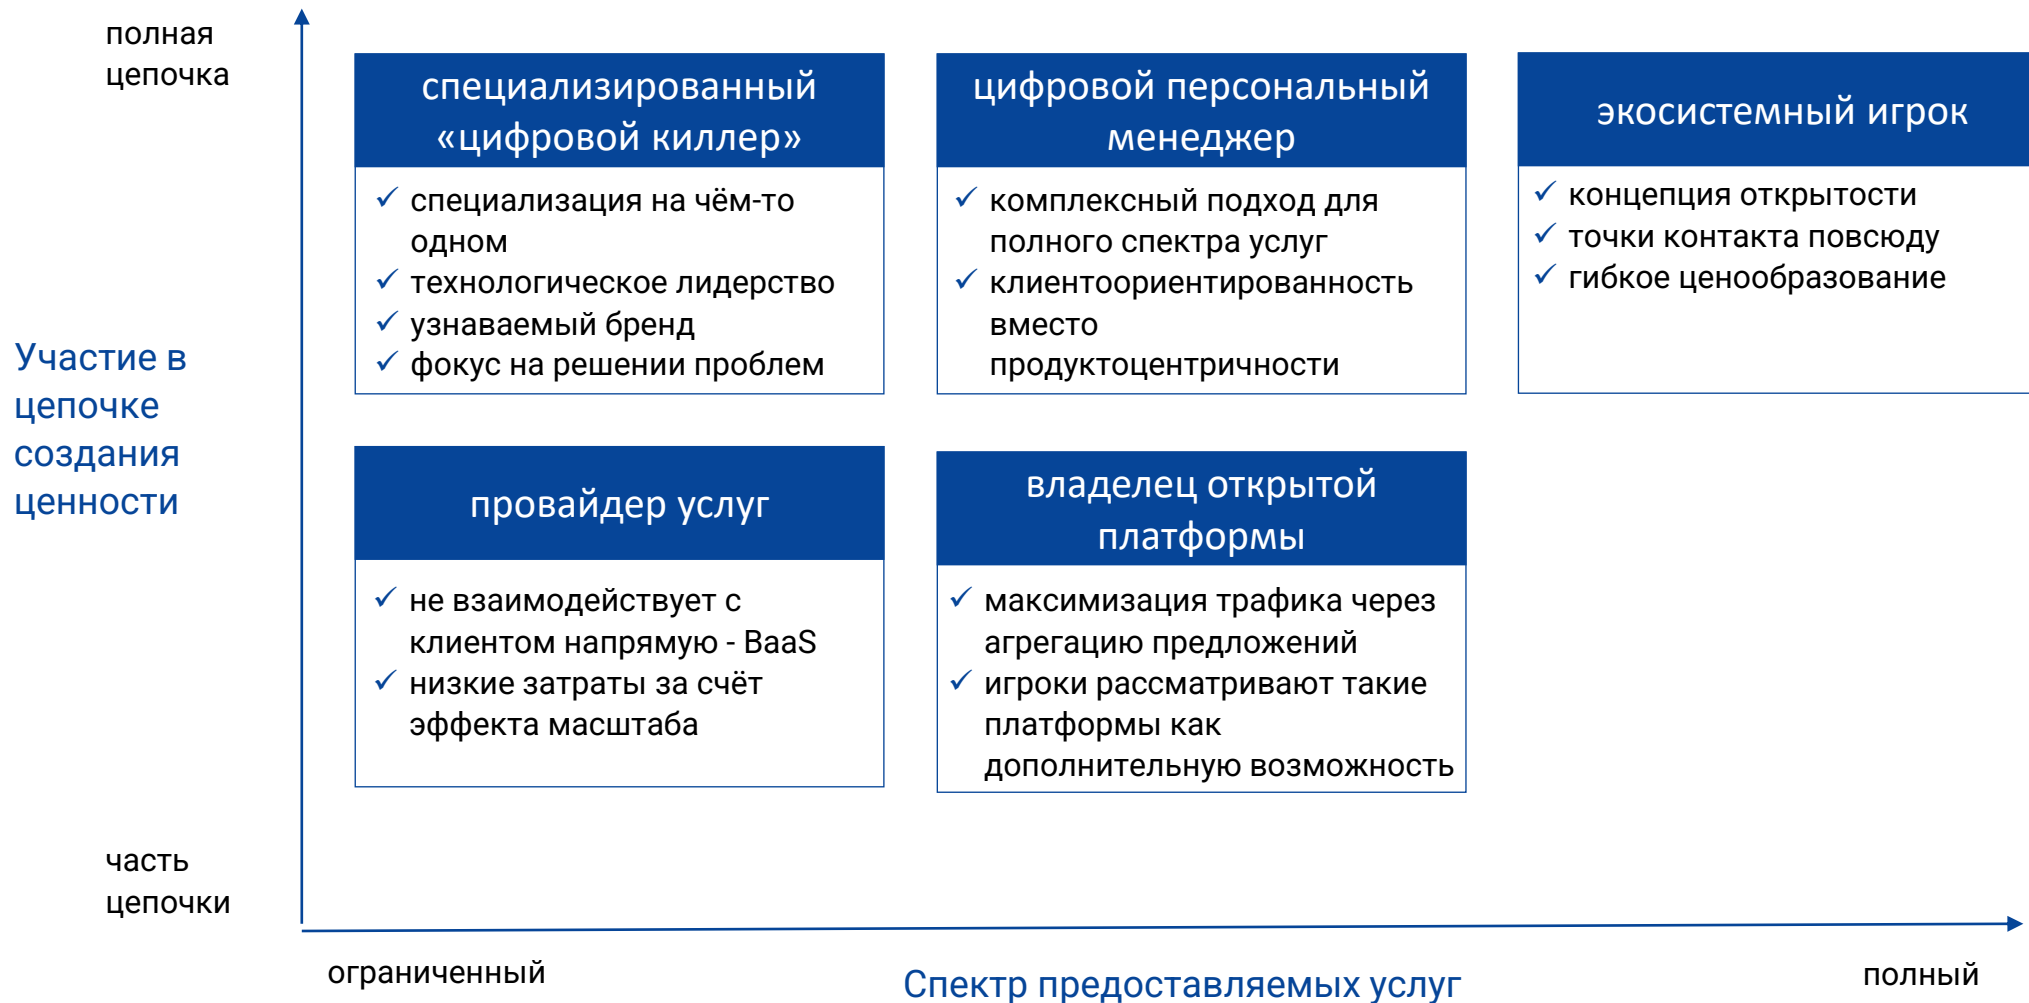 полная
цепочка
специализированный
«цифровой киллер»
✓ специализация на чём-то
одном
✓ технологическое лидерство
✓ узнаваемый бренд
✓ фокус на решении проблем
цифровой персональный
менеджер
✓ комплексный подход для
полного спектра услуг
✓ клиентоориентированность
вместо
продуктоцентричности
экосистемный игрок
✓ концепция открытости
✓ точки контакта повсюду
✓ гибкое ценообразование
Участие в
цепочке
создания
ценности
провайдер услуг
✓ не взаимодействует с
клиентом напрямую - BaaS
✓ низкие затраты за счёт
эффекта масштаба
владелец открытой
платформы
✓ максимизация трафика через
агрегацию предложений
✓ игроки рассматривают такие
платформы как
дополнительную возможность
часть
цепочки
ограниченный
Спектр предоставляемых услуг
полный